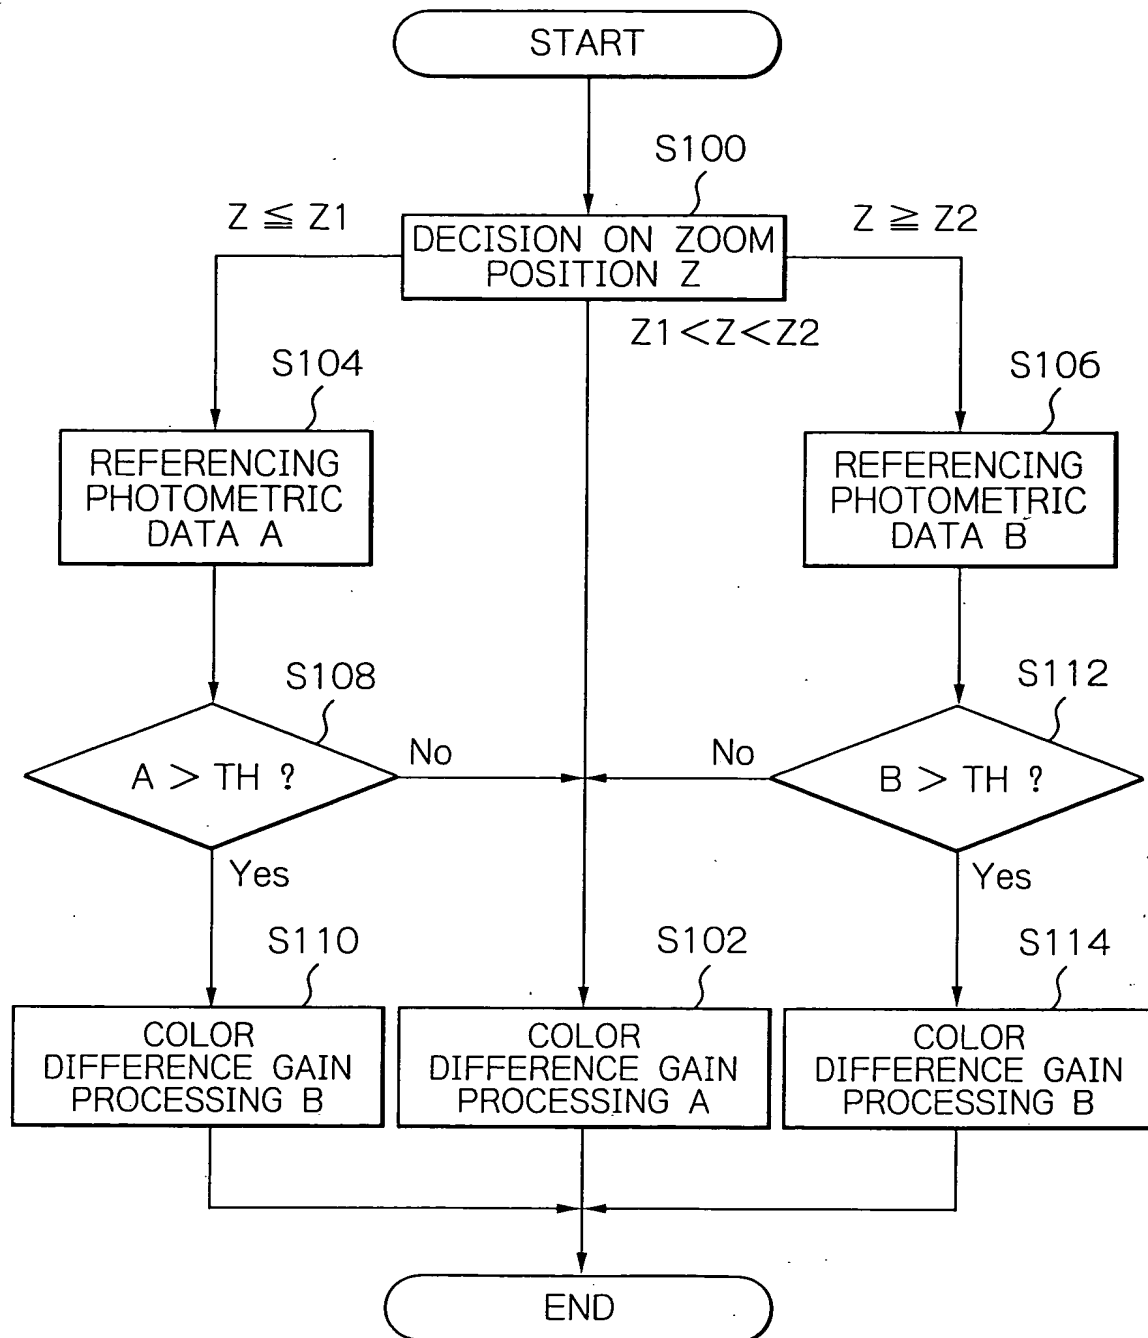 START
S100
Z ≦ Z1
DECISION ON ZOOM
POSITION Z
Z ≧ Z2
Z1<Z<Z2
S104
REFERENCING
PHOTOMETRIC
DATA A
S106
REFERENCING
PHOTOMETRIC
DATA B
S108
A > TH ?
No
Yes
S112
B > TH ?
No
Yes
S110
COLOR
DIFFERENCE GAIN
PROCESSING B
S102
COLOR
DIFFERENCE GAIN
PROCESSING A
S114
COLOR
DIFFERENCE GAIN
PROCESSING B
END